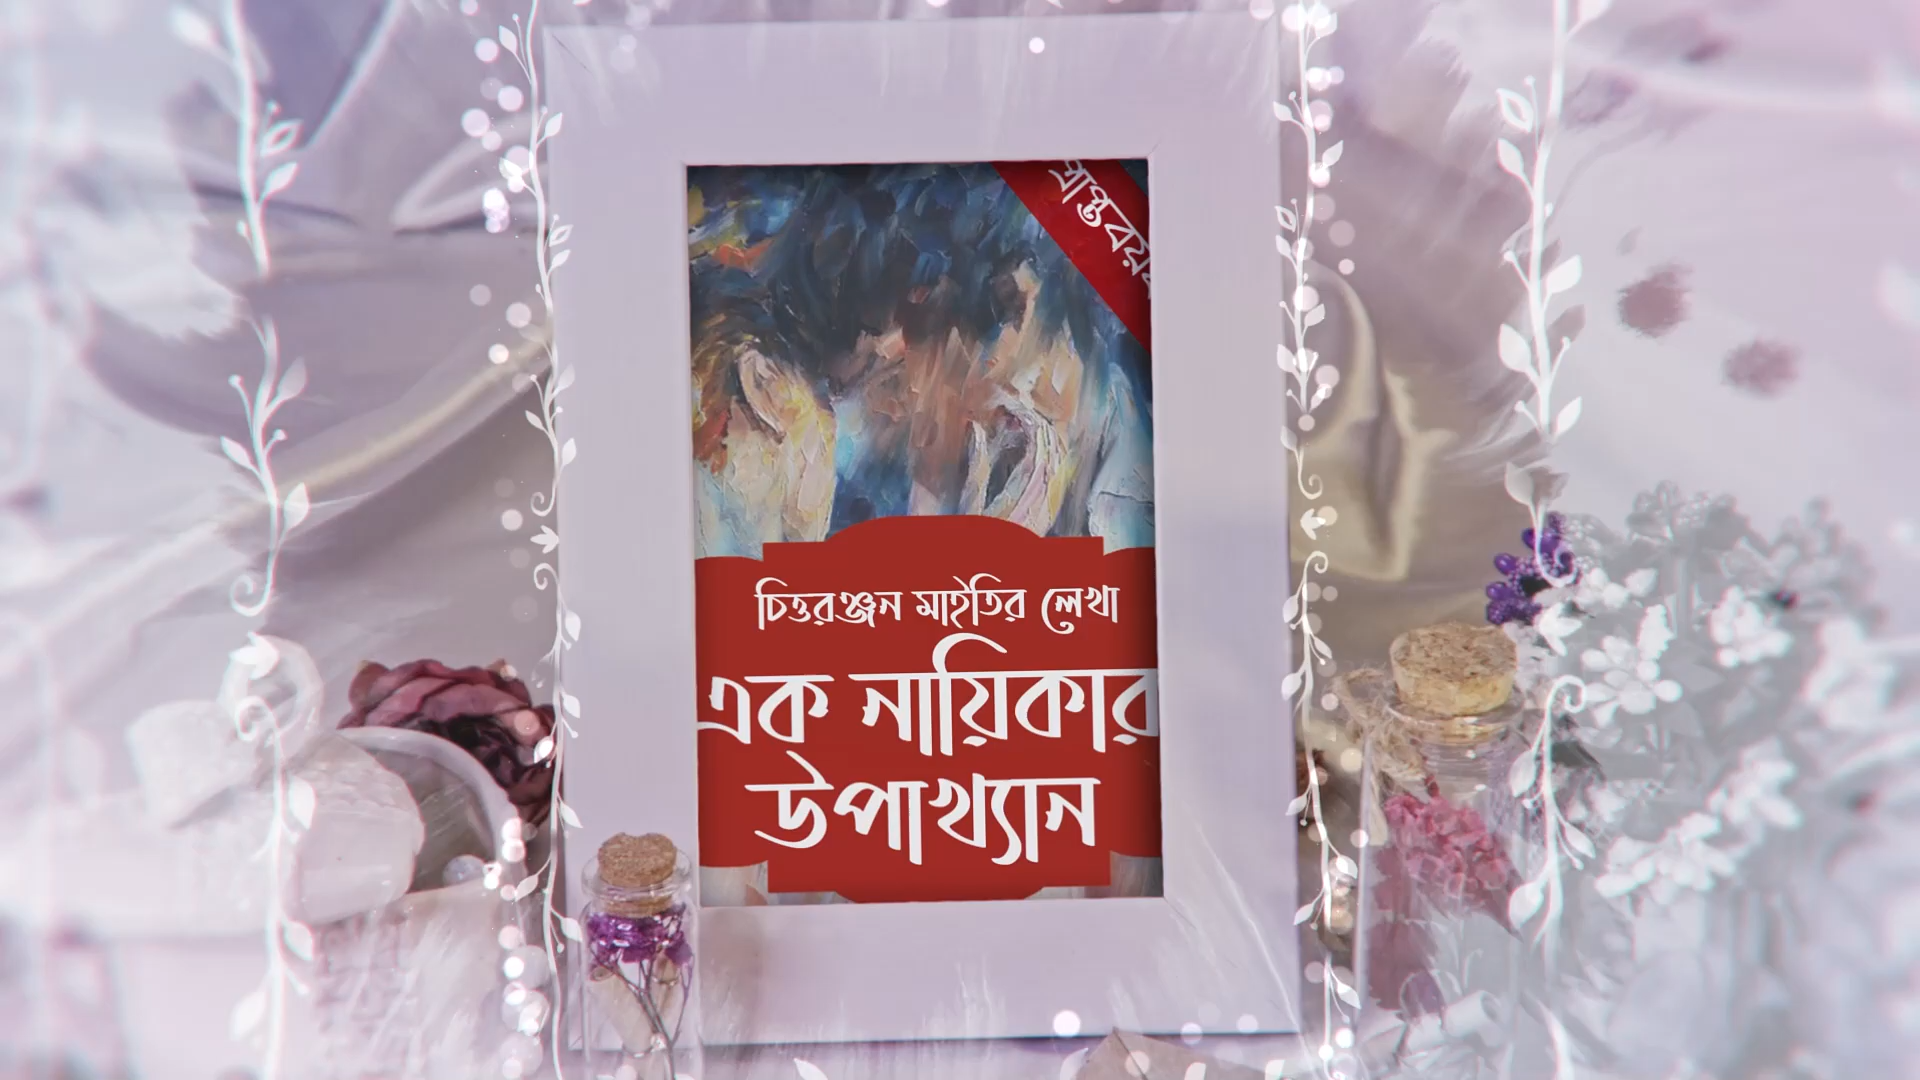 চিত্তরঞ্জন মাইতির লেখা
এক নায়িকার
উপাখ্যান